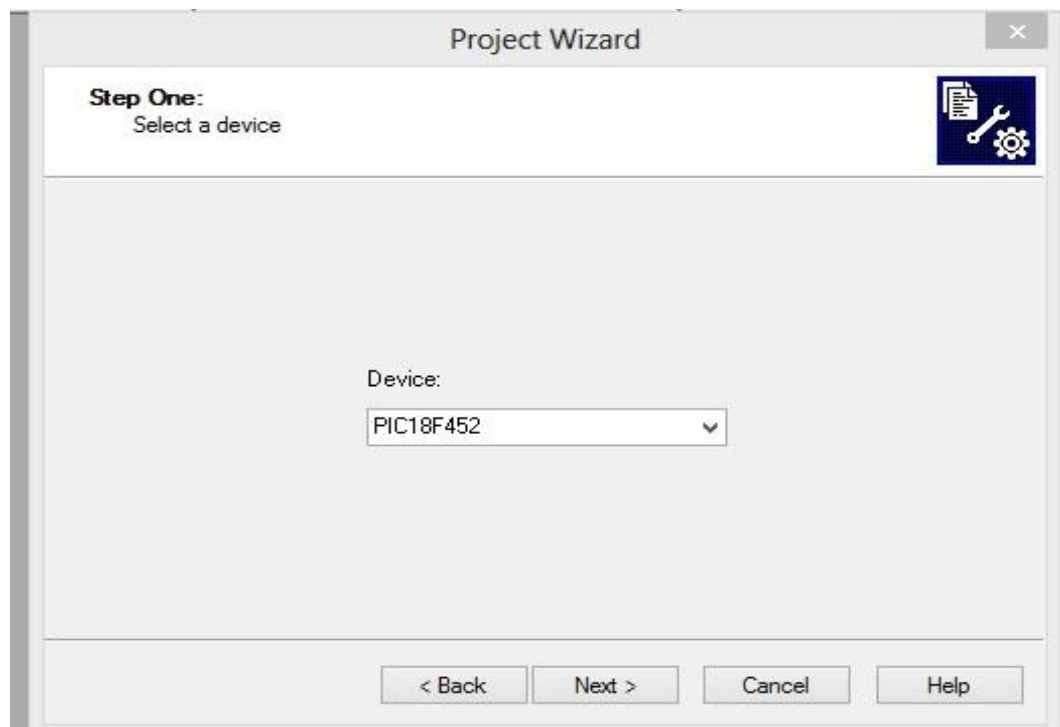 Project Wizard
Step One:
Select a device
Device:
PIC18F452
< Back Next > Cancel Help